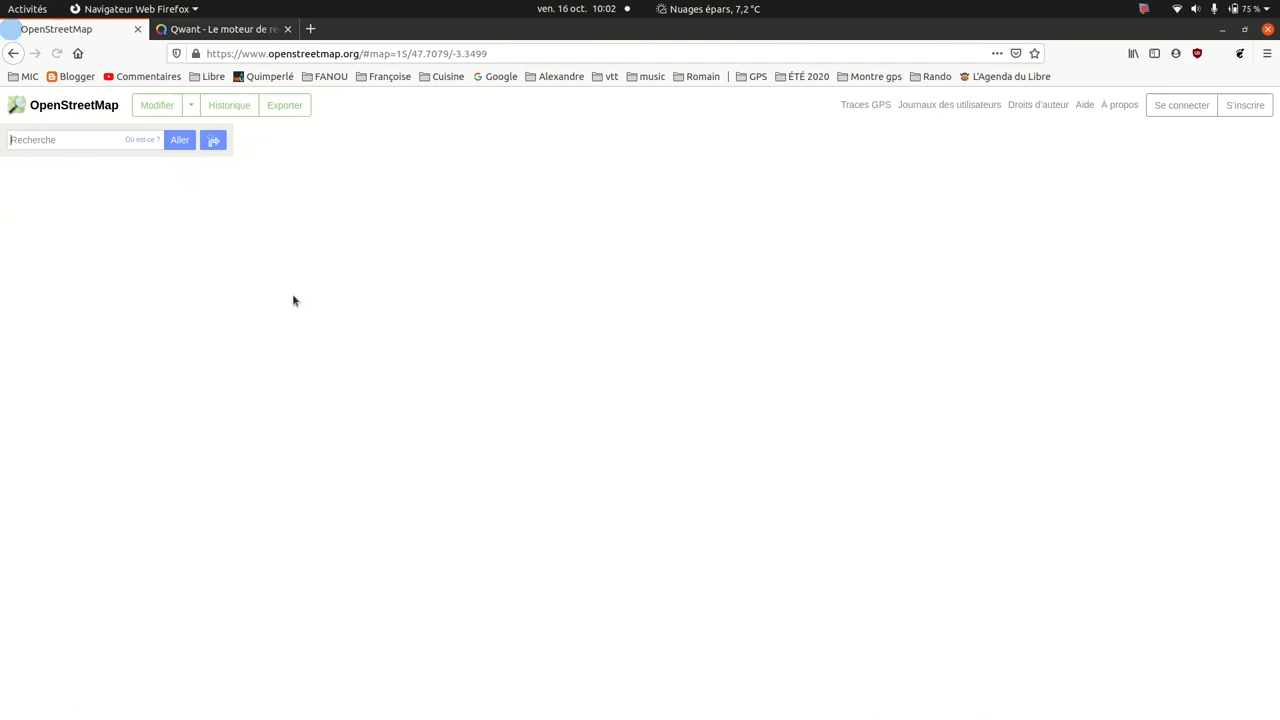 Activités Navigateur Web Firefox ven. 16 oct. 10:02 Nuages épars, 7,2 °C 75 %
OpenStreetMap Qwant - Le moteur de re
https://www.openstreetmap.org/#map=15/47.7079/-3.3499
MIC Blogger Commentaires Libre Quimperlé FANOU Françoise Cuisine Google Alexandre vtt music Romain GPS ÉTÉ 2020 Montre gps Rando L'Agenda du Libre
OpenStreetMap Modifier Historique Exporter Traces GPS Journaux des utilisateurs Droits d'auteur Aide À propos Se connecter S'inscrire
Recherche Où est-ce ? Aller